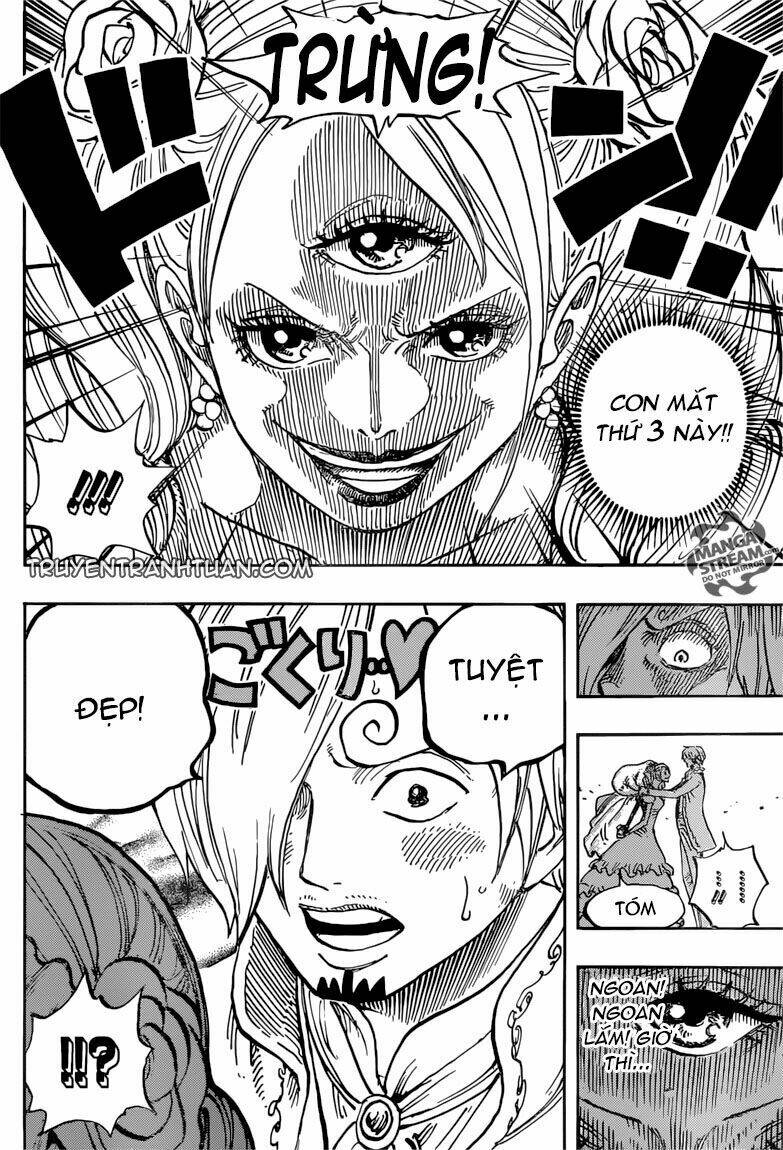 TRỪNG!
ドン!!
CON MẮT
THỨ 3 NÀY!!
!!!
TRUYENTRANHTUAN.COM
MANGA
STREAM.COM
DO NOT MIRROR
TÓM
!! !!!!!!
NGOAN!
NGOAN
LẮM! GIỜ
THÌ...
TUYỆT
...
ごくり...♥
ĐẸP!
!!?